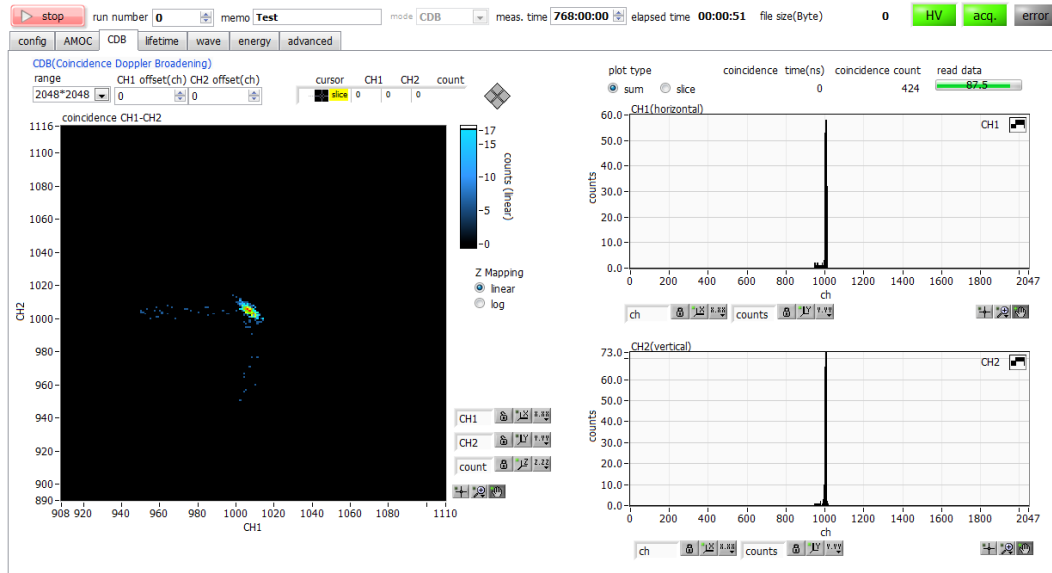 stop run number 0 memo Test mode CDB meas. time 768:00:00 elapsed time 00:00:51 file size(Byte) 0 HV acq. error
config AMOC CDB lifetime wave energy advanced
CDB(Coincidence Doppler Broadening)
range CH1 offset(ch) CH2 offset(ch) cursor CH1 CH2 count
2048*2048 0 0 slice 0 0 0
plot type coincidence time(ns) coincidence count read data
sum slice 0 424 87.5
coincidence CH1-CH2
1116
1100
1080
1060
1040
1020
1000
980
960
940
920
900
890
CH2
908 920 940 960 980 1000 1020 1040 1060 1080 1110
CH1
17
15
10
5
0
counts (linear)
Z Mapping
linear
log
CH1
CH2
count
CH1(horizontal)
CH1
60.0
50.0
40.0
30.0
20.0
10.0
0.0
counts
0 200 400 600 800 1000 1200 1400 1600 1800 2047
ch
ch counts
CH2(vertical)
CH2
73.0
60.0
50.0
40.0
30.0
20.0
10.0
0.0
counts
0 200 400 600 800 1000 1200 1400 1600 1800 2047
ch
ch counts